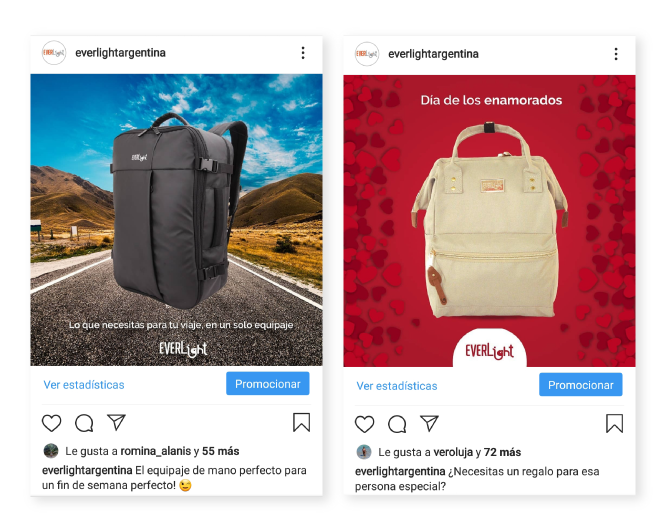 everlightargentina
EVERLight
Lo que necesitás para tu viaje, en un solo equipaje
EVERLight
Ver estadísticas
Promocionar
Le gusta a romina_alanis y 55 más
everlightargentina El equipaje de mano perfecto para
un fin de semana perfecto! 😉
everlightargentina
Día de los enamorados
EVERLight
Ver estadísticas
Promocionar
Le gusta a veroluja y 72 más
everlightargentina ¿Necesitas un regalo para esa
persona especial?